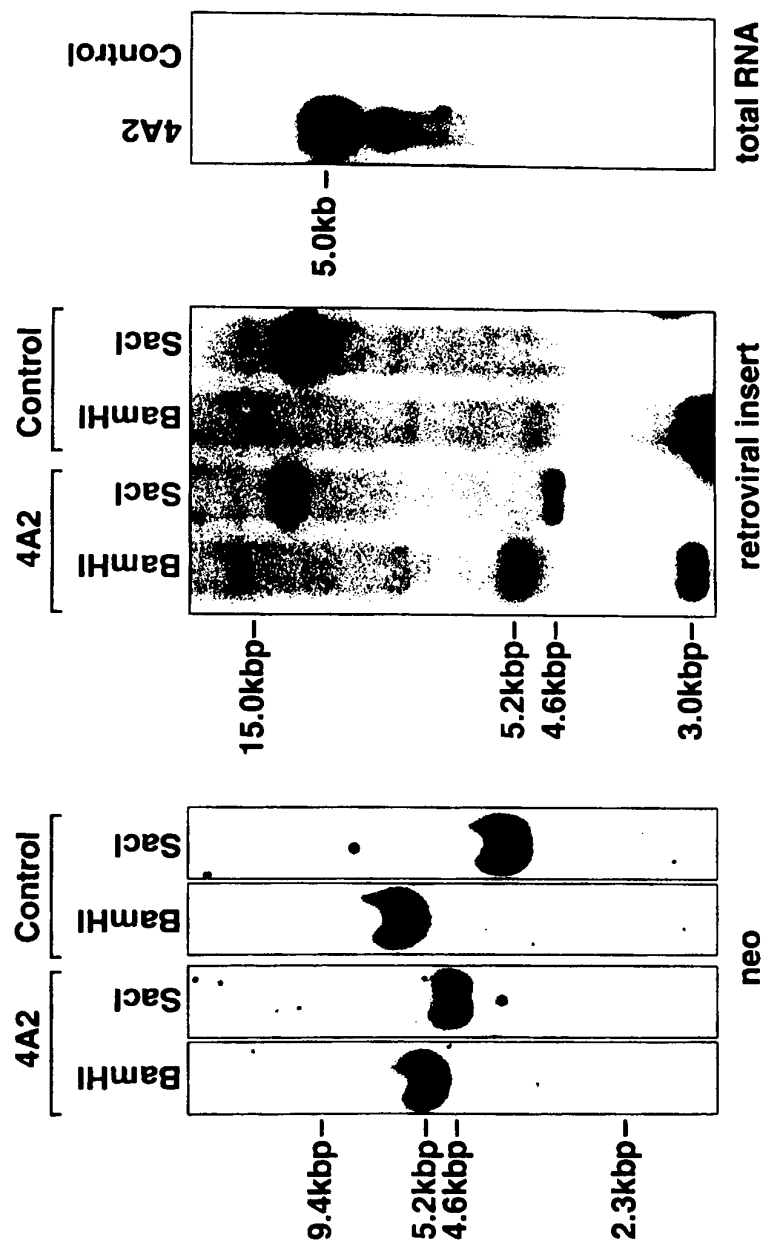 4A2 Control
BamHI SacI BamHI SacI
9.4kbp–
5.2kbp–
4.6kbp–
2.3kbp–
neo
4A2 Control
BamHI SacI BamHI SacI
15.0kbp–
5.2kbp–
4.6kbp–
3.0kbp–
retroviral insert
4A2 Control
5.0kb –
total RNA